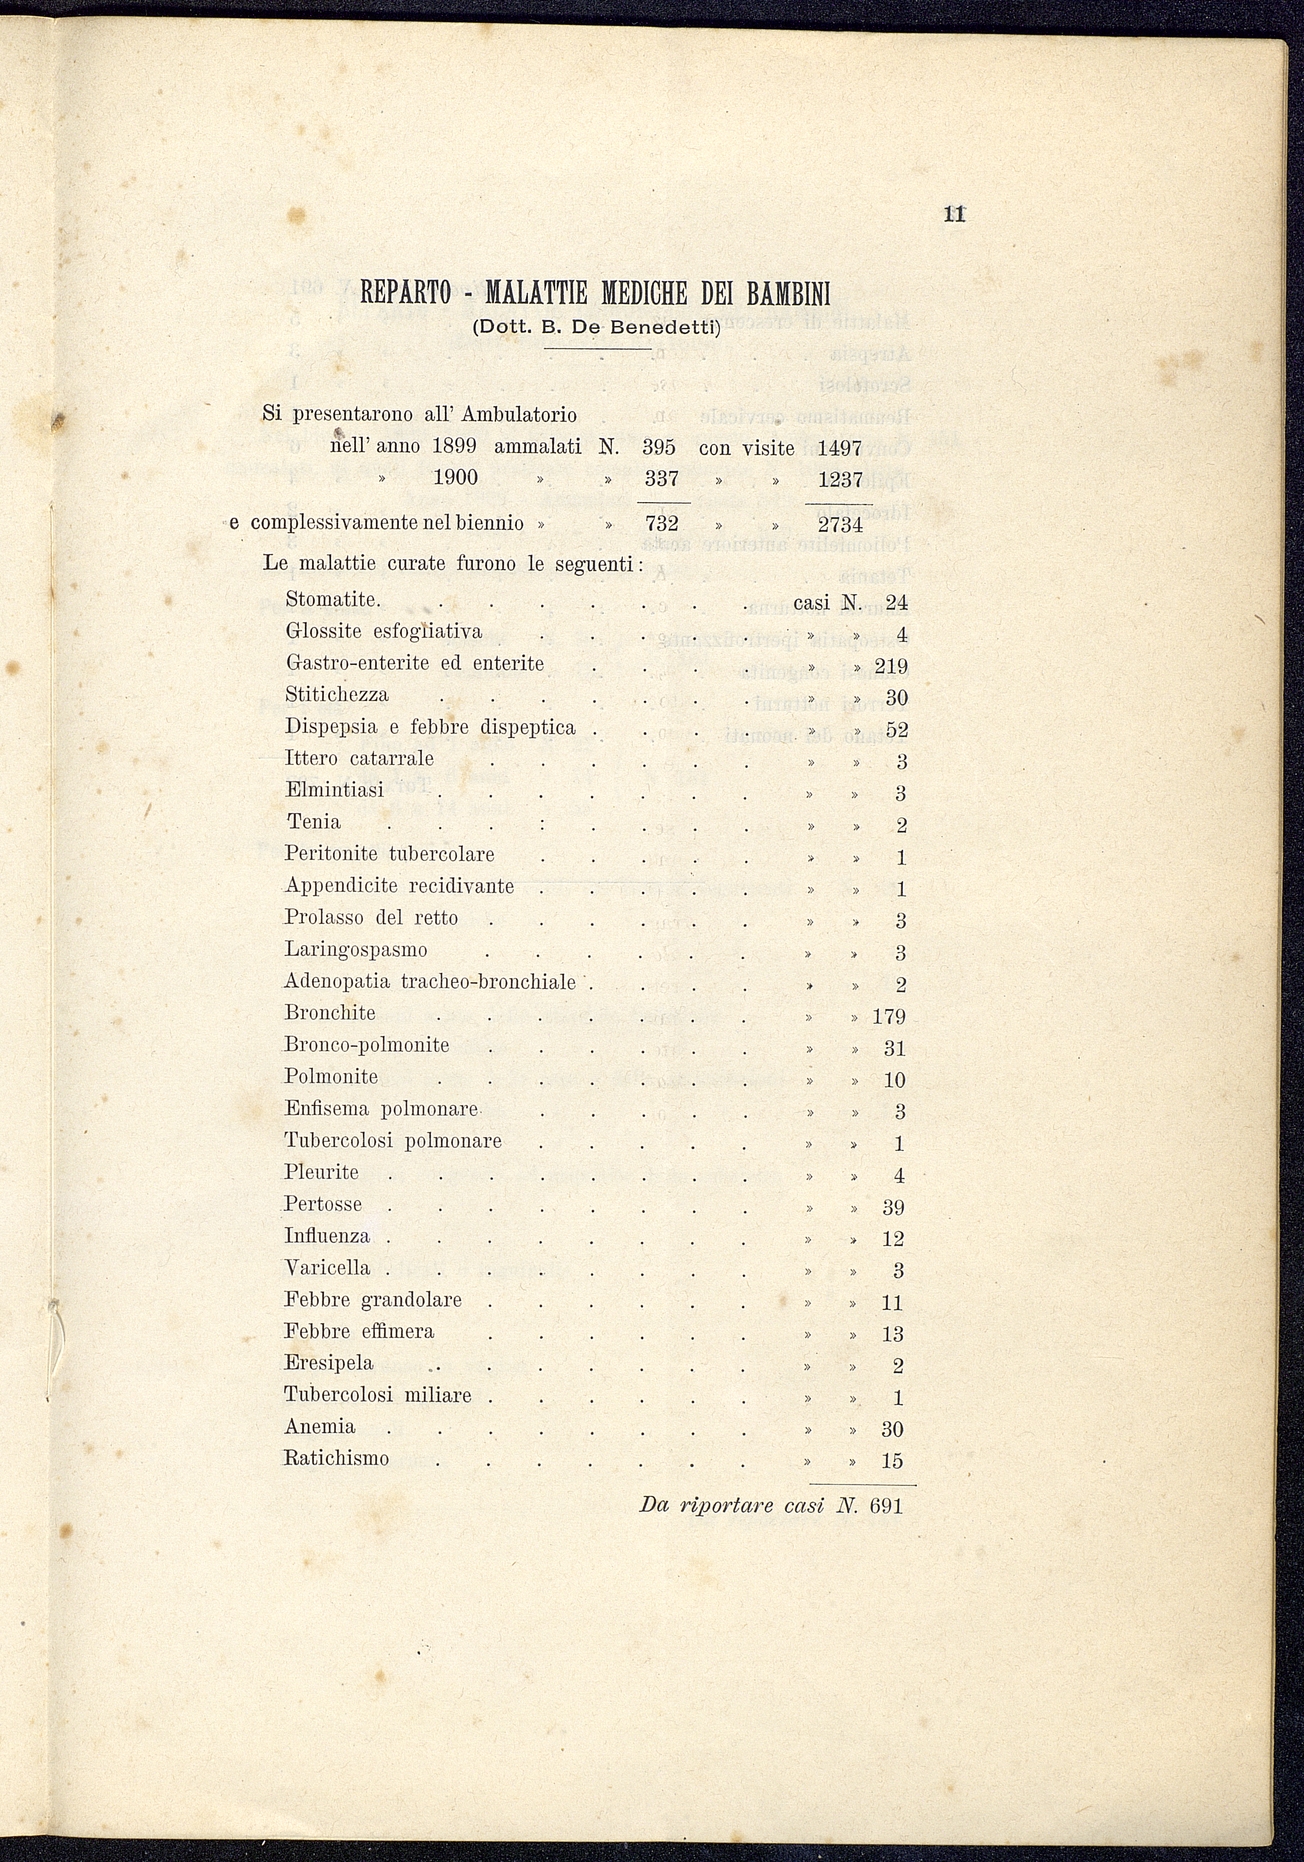 11
REPARTO - MALATTIE MEDICHE DEI BAMBINI
(Dott. B. De Benedetti)
Si presentarono all' Ambulatorio
nell' anno 1899 ammalati N. 395 con visite 1497
» 1900 » » 337 » » 1237
e complessivamente nel biennio » » 732 » » 2734
Le malattie curate furono le seguenti:
Stomatite. . . . . . . . casi N. 24
Glossite esfogliativa . . . . . » » 4
Gastro-enterite ed enterite . . . . » » 219
Stitichezza . . . . . . . » » 30
Dispepsia e febbre dispeptica . . . . » » 52
Ittero catarrale . . . . . . » » 3
Elmintiasi . . . . . . . » » 3
Tenia . . . : . . . . » » 2
Peritonite tubercolare . . . . . » » 1
Appendicite recidivante . . . . . » » 1
Prolasso del retto . . . . . . » » 3
Laringospasmo . . . . . . » » 3
Adenopatia tracheo-bronchiale . . . . » » 2
Bronchite . . . . . . . » » 179
Bronco-polmonite . . . . . . » » 31
Polmonite . . . . . . . » » 10
Enfisema polmonare . . . . . » » 3
Tubercolosi polmonare . . . . . » » 1
Pleurite . . . . . . . . » » 4
Pertosse . . . . . . . . » » 39
Influenza . . . . . . . . » » 12
Varicella . . . . . . . . » » 3
Febbre grandolare . . . . . . » » 11
Febbre effimera . . . . . . » » 13
Eresipela . . . . . . . » » 2
Tubercolosi miliare . . . . . . » » 1
Anemia . . . . . . . . » » 30
Ratichismo . . . . . . . » » 15
Da riportare casi N. 691